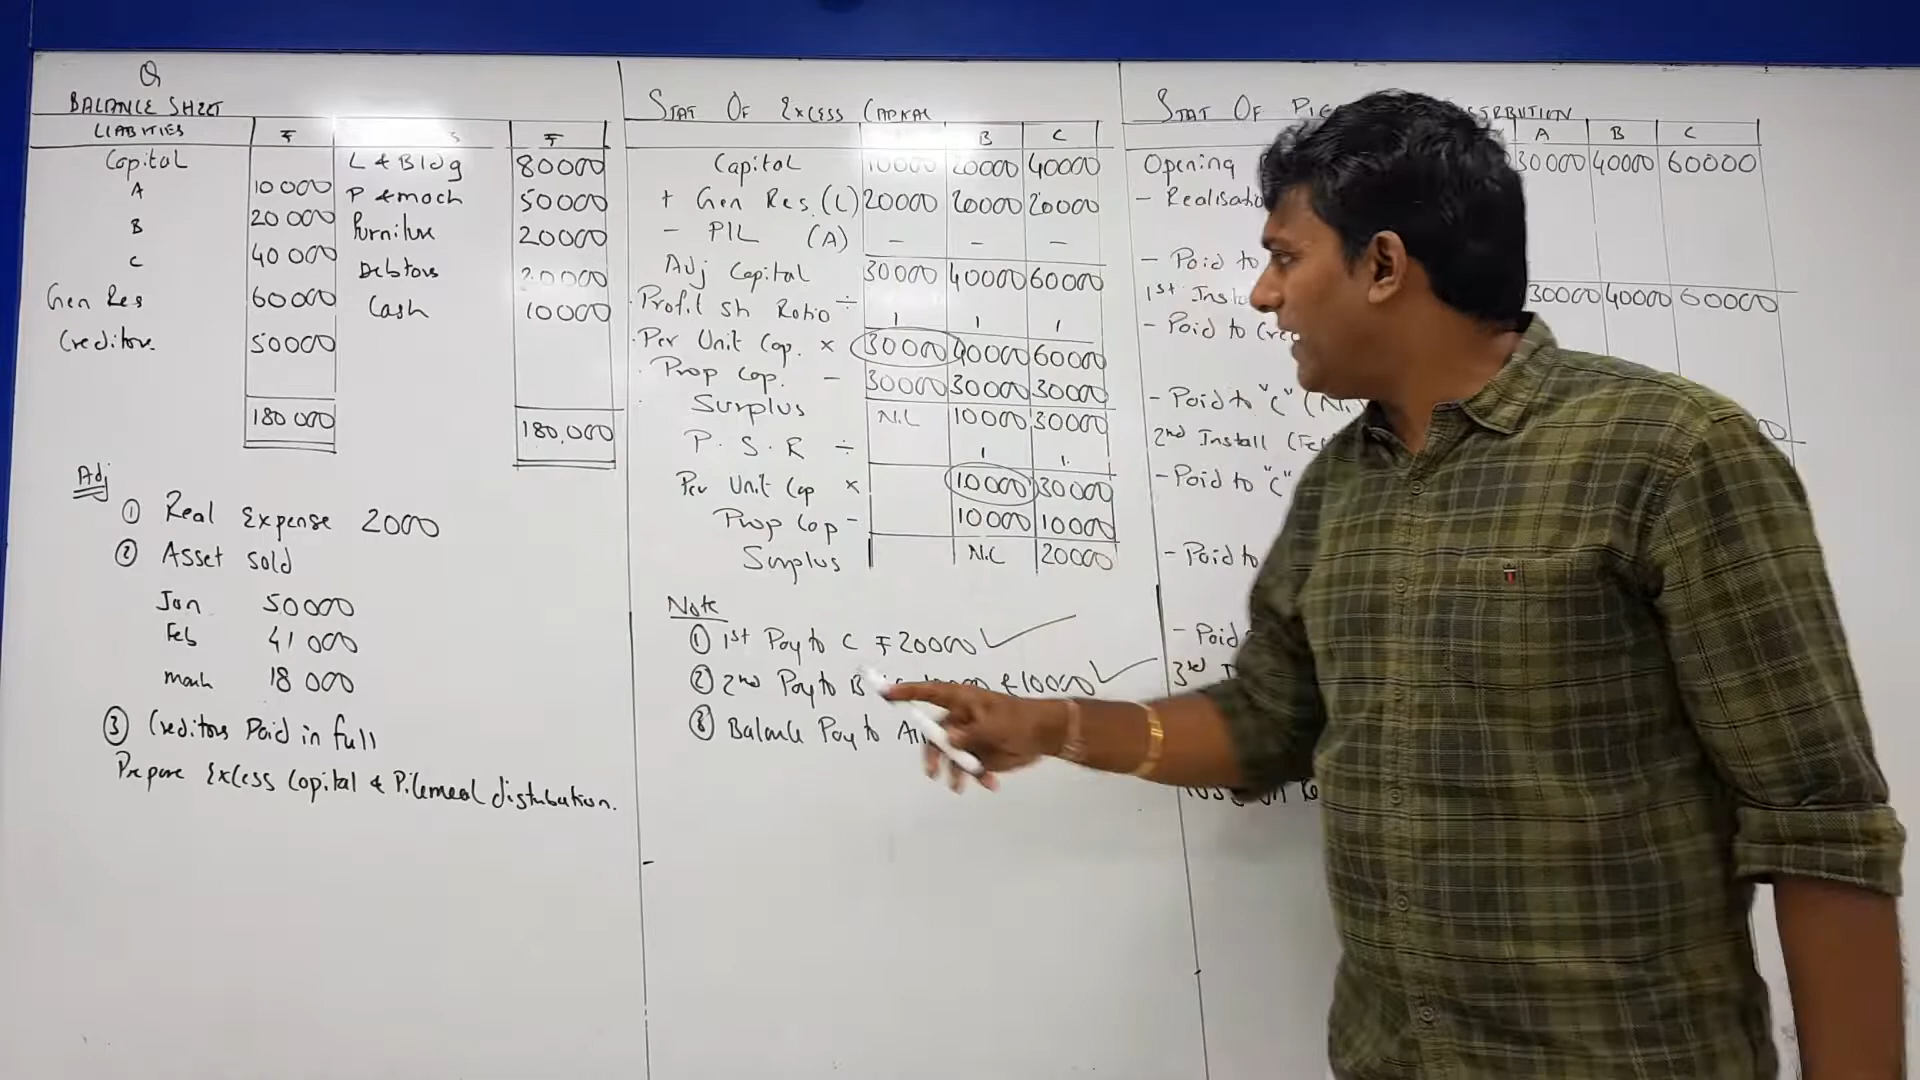 Q
BALANCE SHEET
LIABITIES ₹ S ₹
Capital L & Bldg 80000
A 10000 P & mach 50000
B 20000 Furniture 20000
C 40000 Debtors 20000
Gen Res 60000 Cash 10000
Creditors 50000
180000 180,000
Adj
① Real Expense 2000
② Asset sold
Jan 50000
Feb 41000
march 18000
③ Creditors Paid in full
Prepare Excess Capital & Pilemeal distubution.
STAT OF EXCESS CAPITAL
B C
Capital 10000 20000 40000
+ Gen Res. (L) 20000 20000 20000
- P/L (A) - - -
Adj Capital 30000 40000 60000
Profit Sh Ratio ÷ 1 1 1
Per Unit Cap. × 30000 40000 60000
Prop Cap. - 30000 30000 30000
Surplus NIL 10000 30000
P.S.R ÷ 1 1
Per Unit Cap × 10000 30000
Prop Cap - 10000 10000
Surplus NIL 20000
Note
① 1st Pay to C ₹20000
② 2nd Pay to B 10000
③ Balance Pay to
STAT OF
A B C
Opening 30000 40000 60000
-
- Paid to
1st 30000 40000 60000
- Paid to
- Paid to "C"
2nd Install
- Paid to "C"
- Paid to
- Paid
3rd